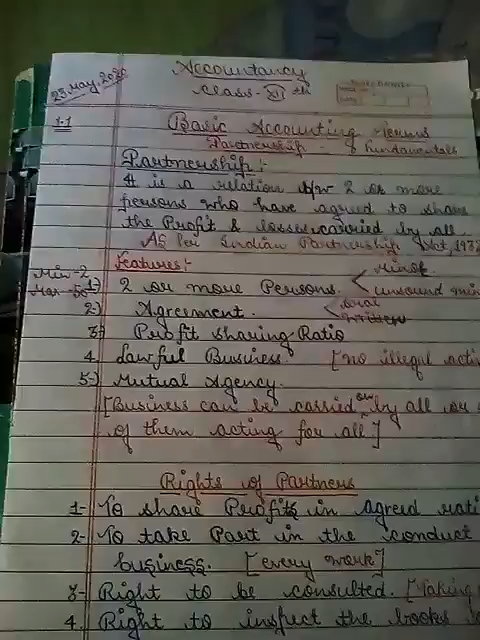 23, May, 2020
Accountancy
Class - XI th
1.1
Basic Accounting Terms
Partnership - Fundamentals
Partnership :-
It is a relation b/w 2 or more
persons who have agreed to share
the Profit & losses carried by all.
As per Indian Partnership Act, 193
Features:-
Min-2
Max-50
1) 2 or more Persons. < Minor
unsound min
2) Agreement. < oral
written
3) Profit sharing Ratio
4. Lawful Business. [no illegal acti
5) Mutual Agency.
[Business can be carried on by all or
of them acting for all.]
Rights of Partners
1- To share Profits in agreed rati
2- To take Part in the conduct
business. [every work]
3- Right to be consulted. [Taking
4. Right to inspect the books